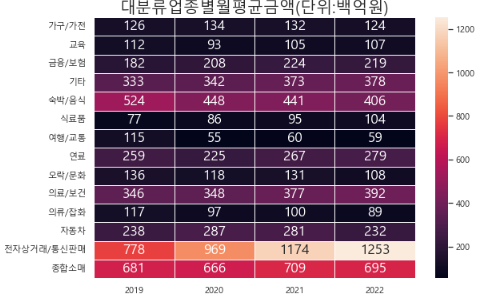 대분류업종별월평균금액(단위:백억원)
가구/가전 126 134 132 124
교육 112 93 105 107
금융/보험 182 208 224 219
기타 333 342 373 378
숙박/음식 524 448 441 406
식료품 77 86 95 104
여행/교통 115 55 60 59
연료 259 225 267 279
오락/문화 136 118 131 108
의료/보건 346 348 377 392
의류/잡화 117 97 100 89
자동차 238 287 281 232
전자상거래/통신판매 778 969 1174 1253
종합소매 681 666 709 695
2019 2020 2021 2022
1200
1000
800
600
400
200